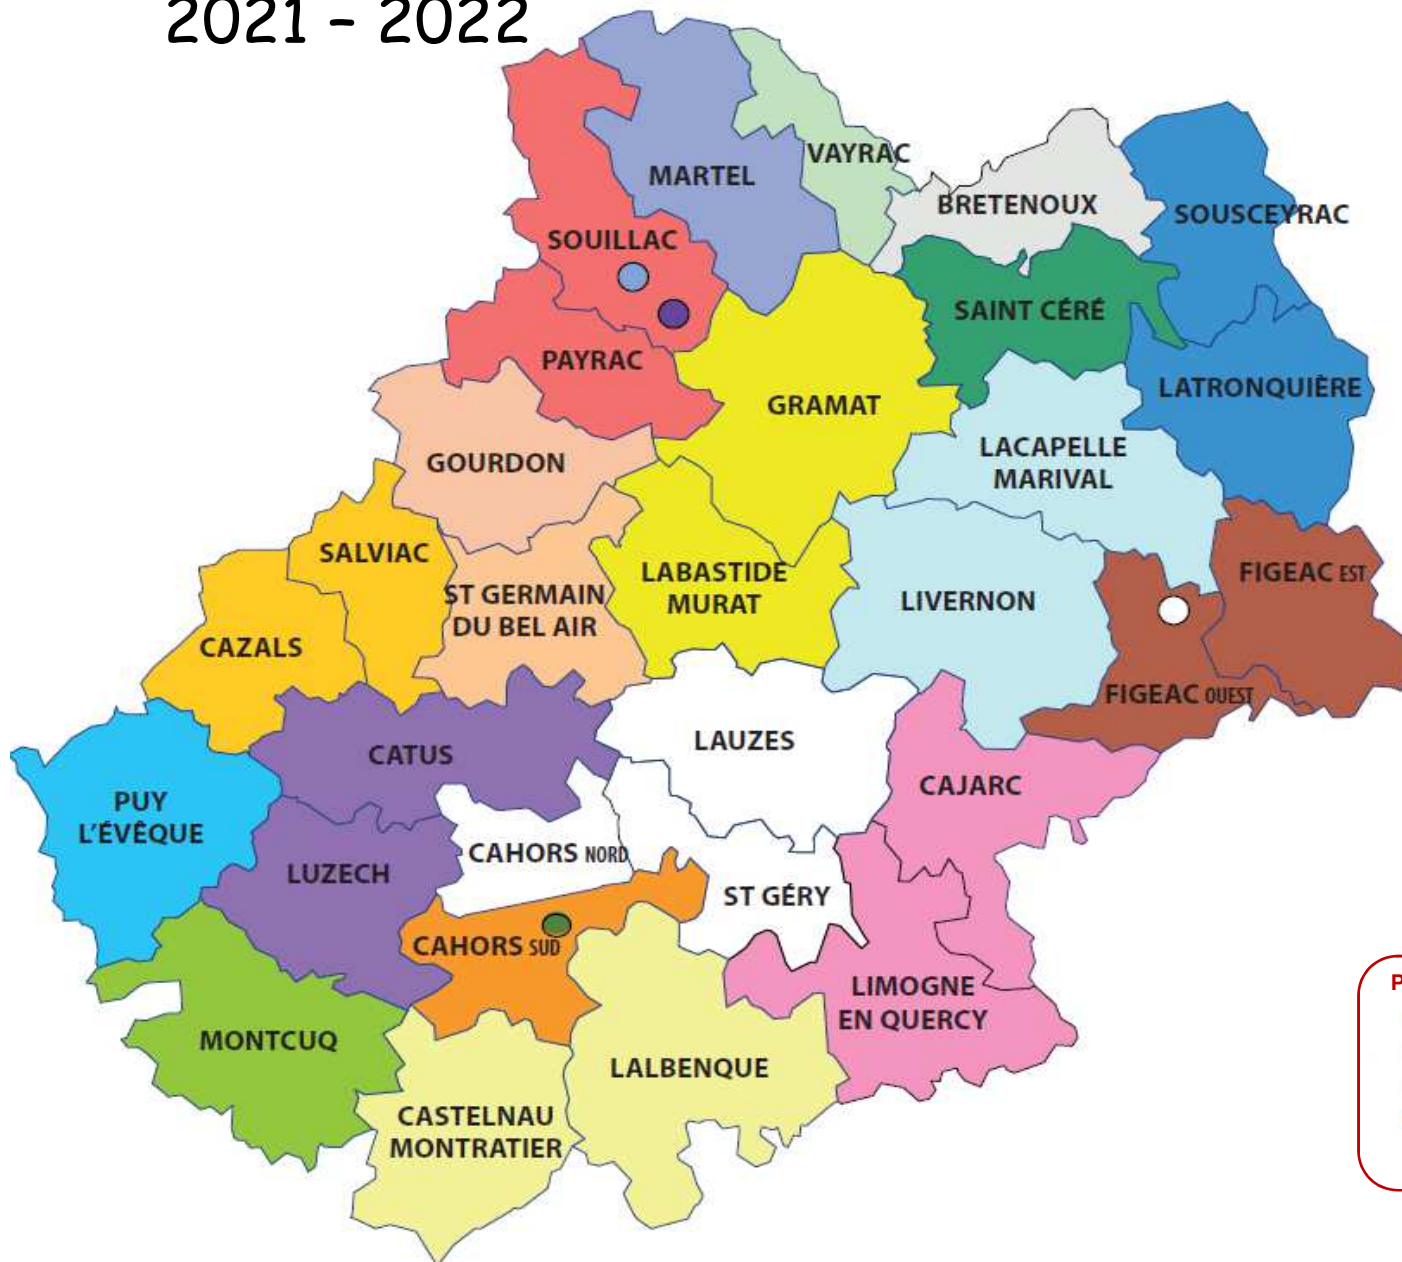 2021 – 2022
VAYRAC
MARTEL
BRETENOUX
SOUSCEYRAC
SOUILLAC
SAINT CÉRÉ
PAYRAC
LATRONQUIÈRE
GRAMAT
LACAPELLE
MARIVAL
GOURDON
SALVIAC
LABASTIDE
MURAT
FIGEAC EST
ST GERMAIN
DU BEL AIR
LIVERNON
CAZALS
FIGEAC OUEST
LAUZES
CATUS
CAJARC
PUY
L'ÉVÊQUE
CAHORS NORD
LUZECH
ST GÉRY
CAHORS SUD
LIMOGNE
EN QUERCY
P
MONTCUQ
LALBENQUE
CASTELNAU
MONTRATIER